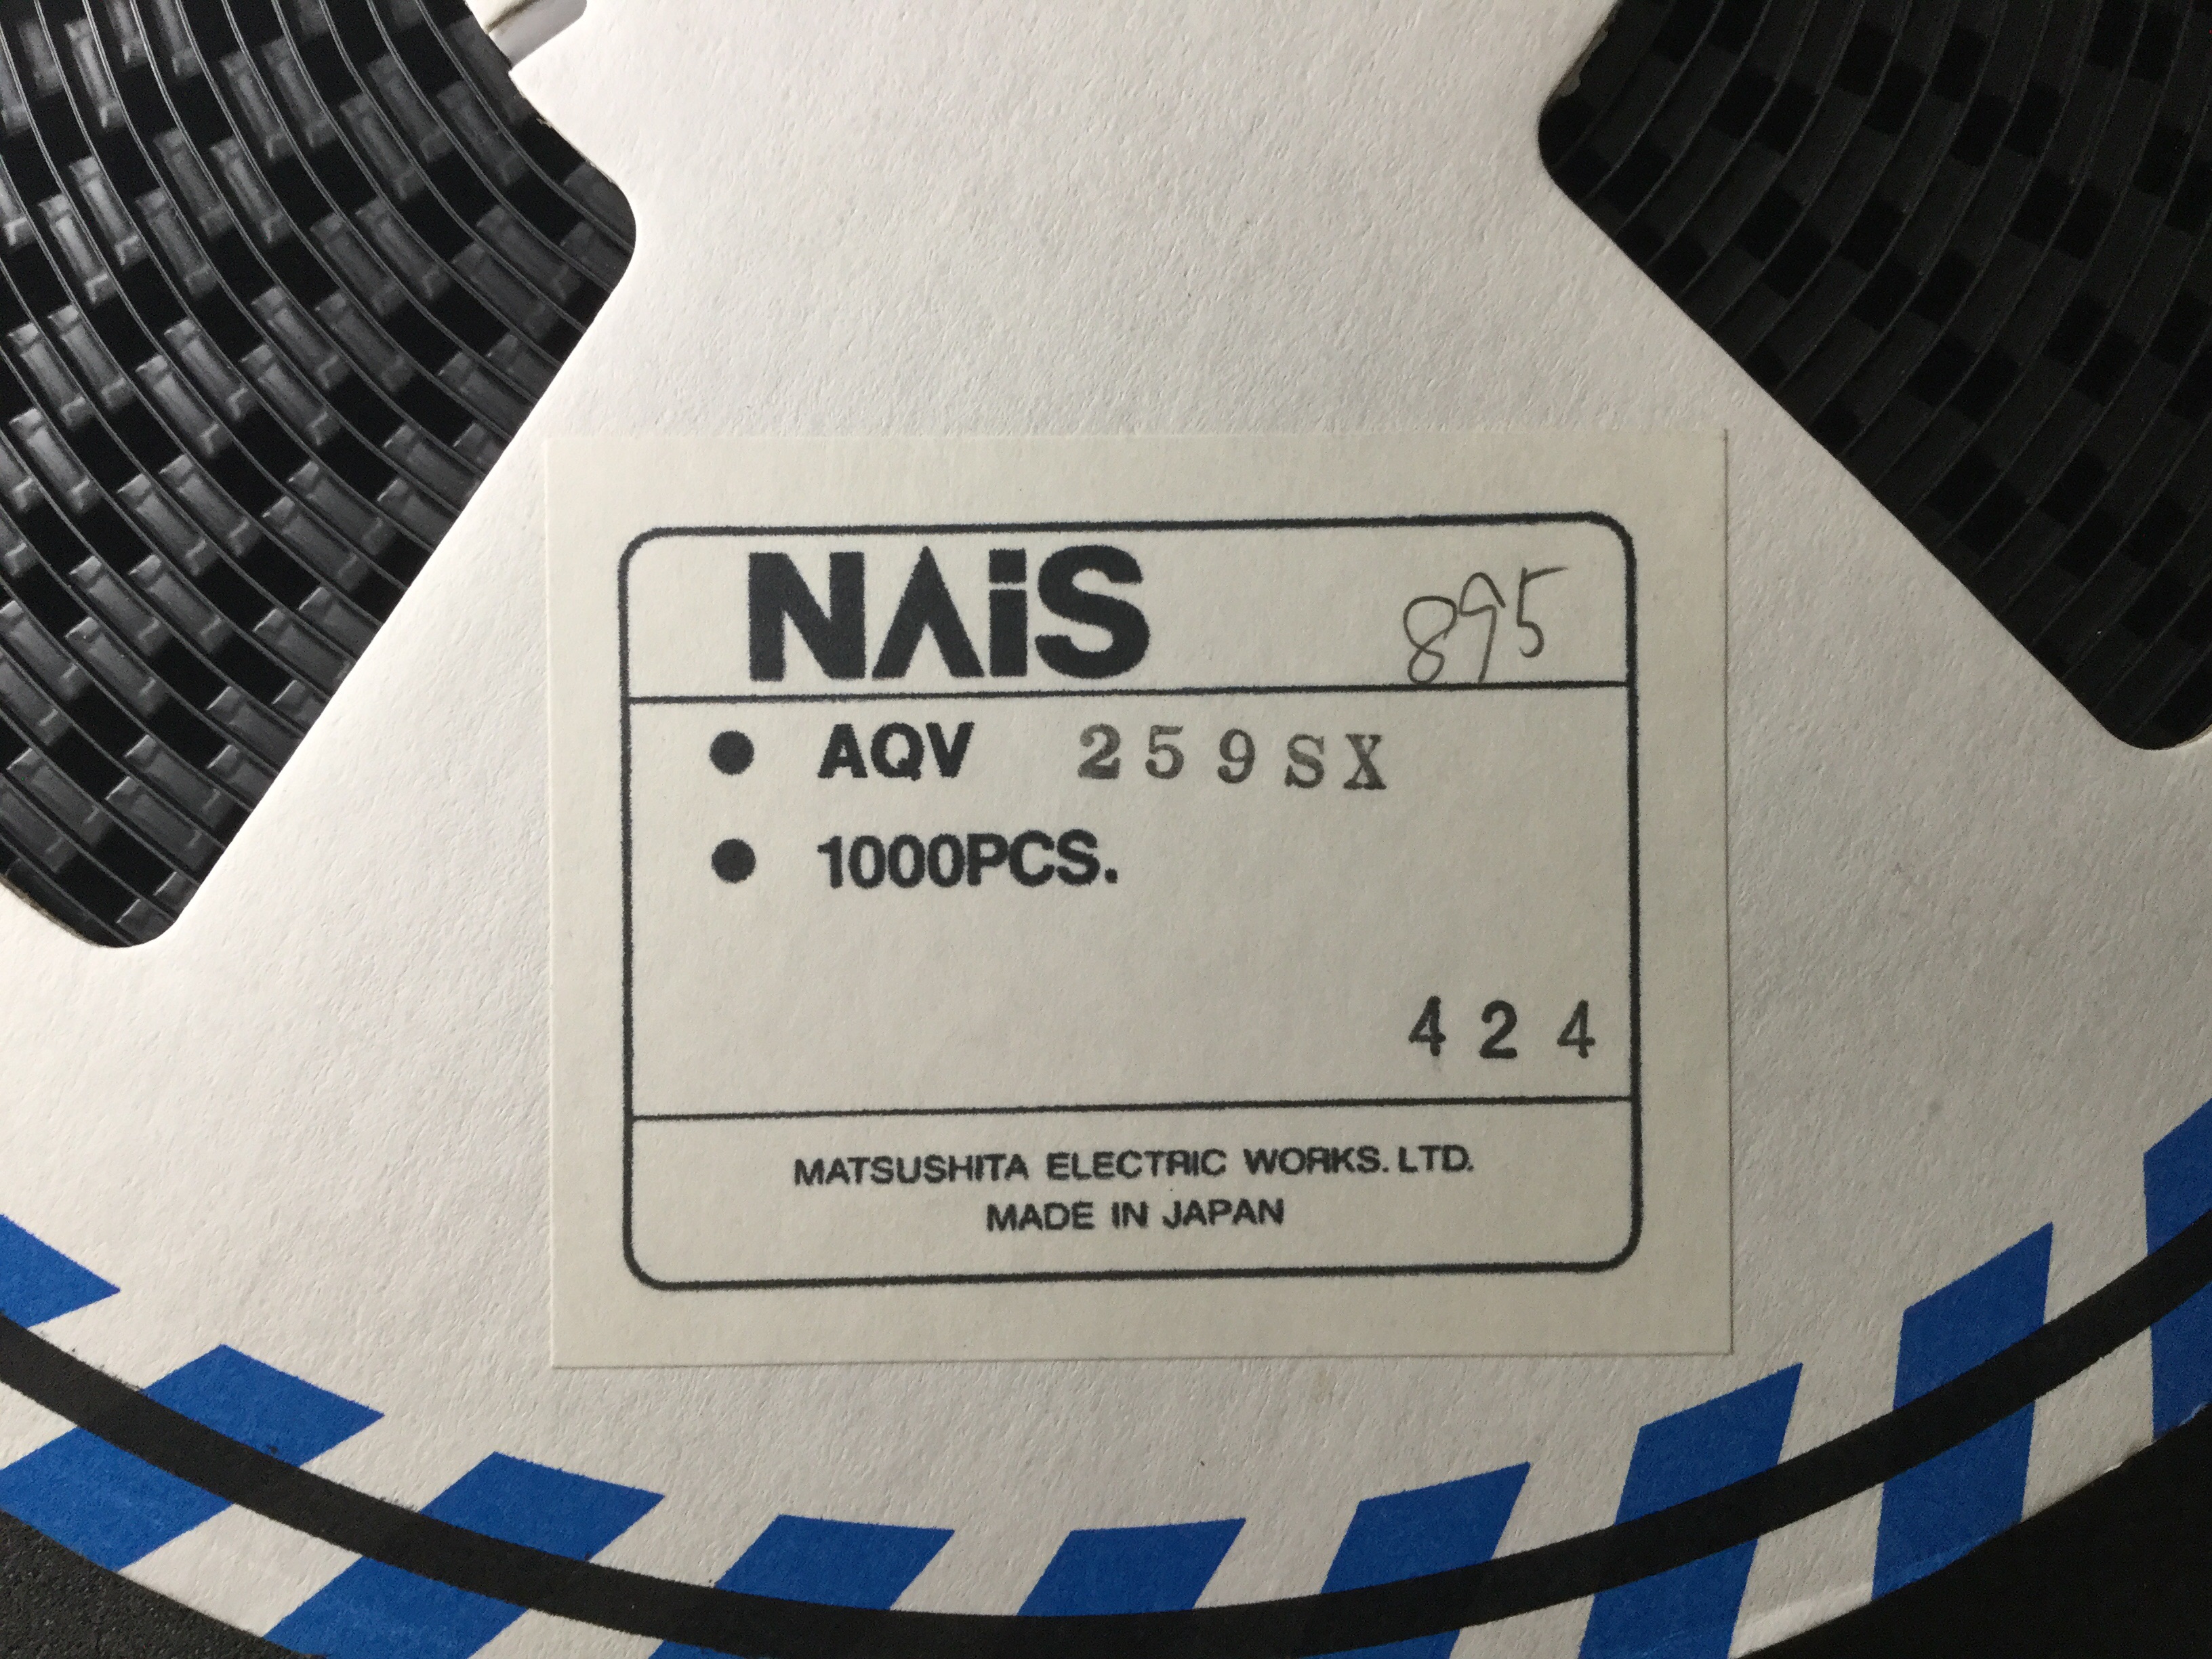 NAiS 895
● AQV 259SX
● 1000PCS.
424
MATSUSHITA ELECTRIC WORKS. LTD.
MADE IN JAPAN